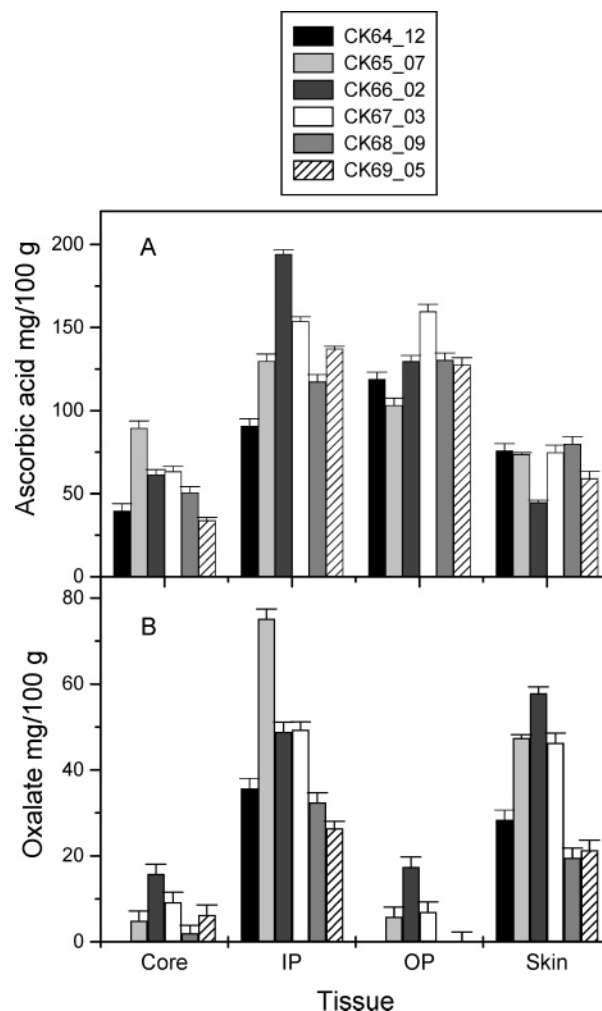 CK64_12
CK65_07
CK66_02
CK67_03
CK68_09
CK69_05
A
Ascorbic acid mg/100 g
200
150
100
50
0
B
Oxalate mg/100 g
80
60
40
20
0
Core IP OP Skin
Tissue